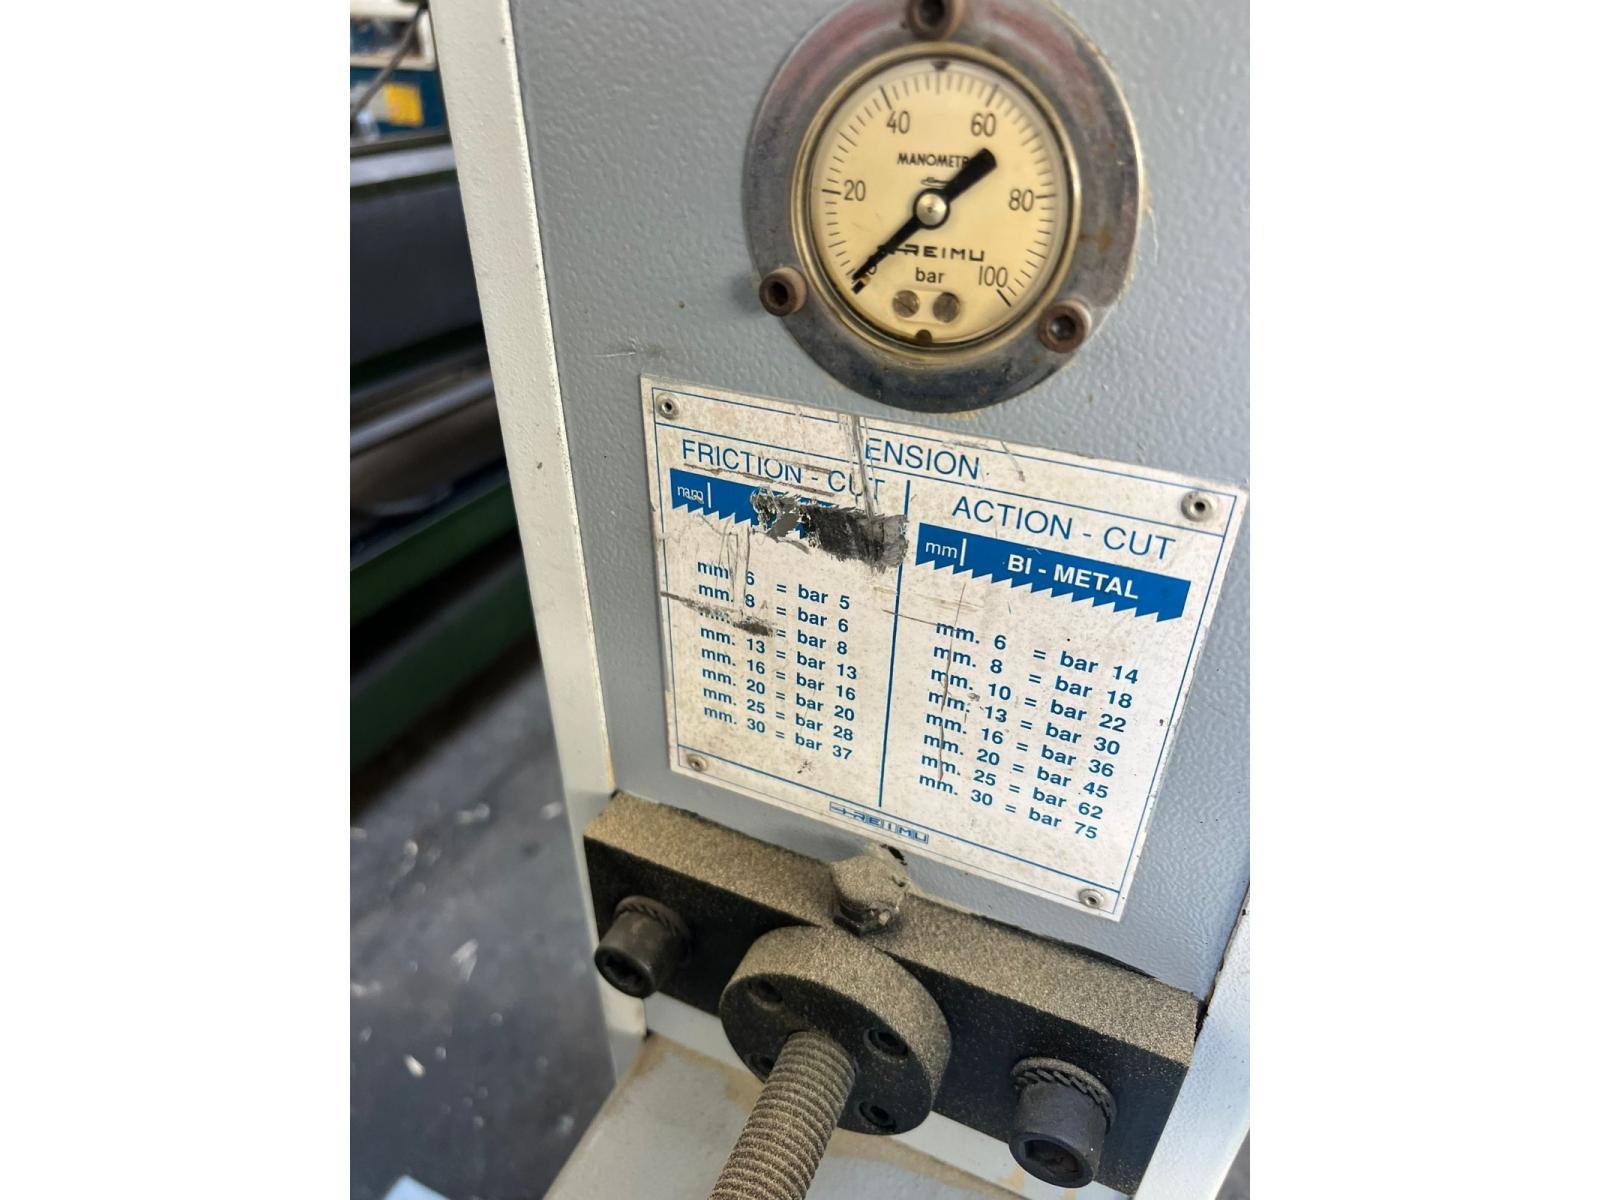 40 60
MANOMETR
20 80
REIMU
0 bar 100
TENSION
FRICTION - CUT
mm
mm 6 = bar 5
mm. 8 = bar 6
= bar 8
mm. 13 = bar 13
mm. 16 = bar 16
mm. 20 = bar 20
mm. 25 = bar 28
mm. 30 = bar 37
ACTION - CUT
mm BI - METAL
mm. 6 = bar 14
mm. 8 = bar 18
mm. 10 = bar 22
mm. 13 = bar 30
mm. 16 = bar 36
mm. 20 = bar 45
mm. 25 = bar 62
mm. 30 = bar 75
REIMU